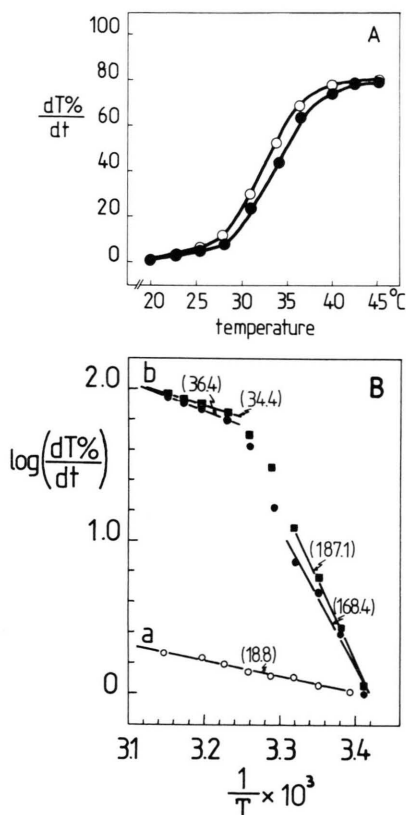 A
dT%
dt
80
60
40
20
0
20 25 30 35 40 45°C
temperature
B
b
2.0
(36.4)
(34.4)
log(dT%/dt)
1.0
(187.1)
(168.4)
a
(18.8)
0
3.1 3.2 3.3 3.4
1/T × 10³